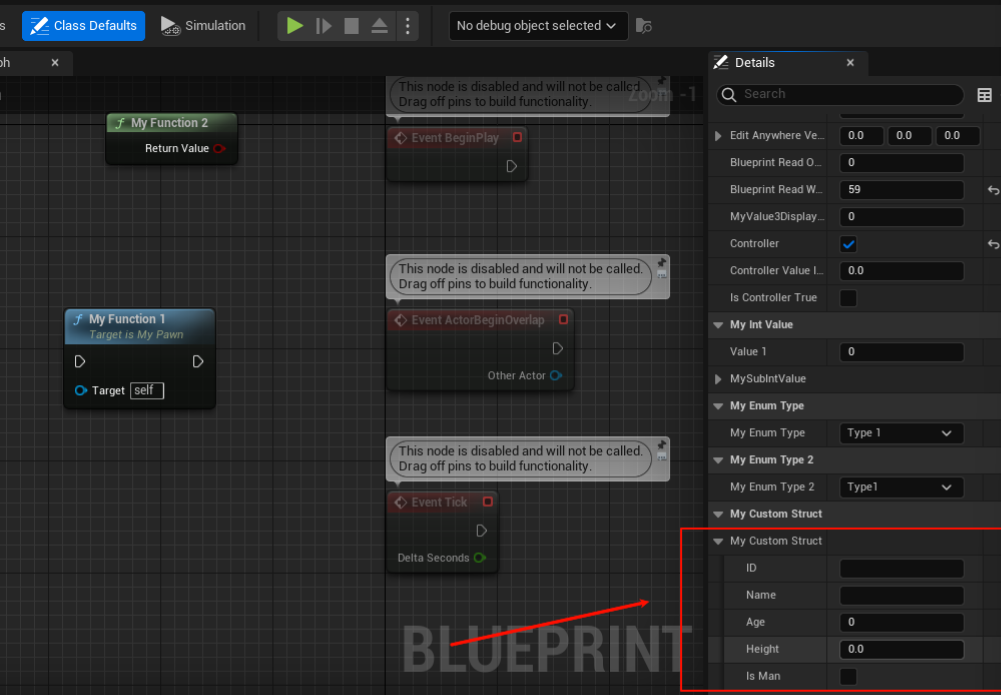 s
Class Defaults
Simulation
No debug object selected
ph
Details
Search
Zoom -1
This node is disabled and will not be called.
Drag off pins to build functionality.
My Function 2
Return Value
Event BeginPlay
This node is disabled and will not be called.
Drag off pins to build functionality.
Event ActorBeginOverlap
Other Actor
My Function 1
Target is My Pawn
Target self
This node is disabled and will not be called.
Drag off pins to build functionality.
Event Tick
Delta Seconds
BLUEPRINT
Edit Anywhere Ve... 0.0 0.0 0.0
Blueprint Read O... 0
Blueprint Read W... 59
MyValue3Display... 0
Controller
Controller Value I... 0.0
Is Controller True
My Int Value
Value 1 0
MySubIntValue
My Enum Type
My Enum Type Type 1
My Enum Type 2
My Enum Type 2 Type1
My Custom Struct
My Custom Struct
ID
Name
Age 0
Height 0.0
Is Man